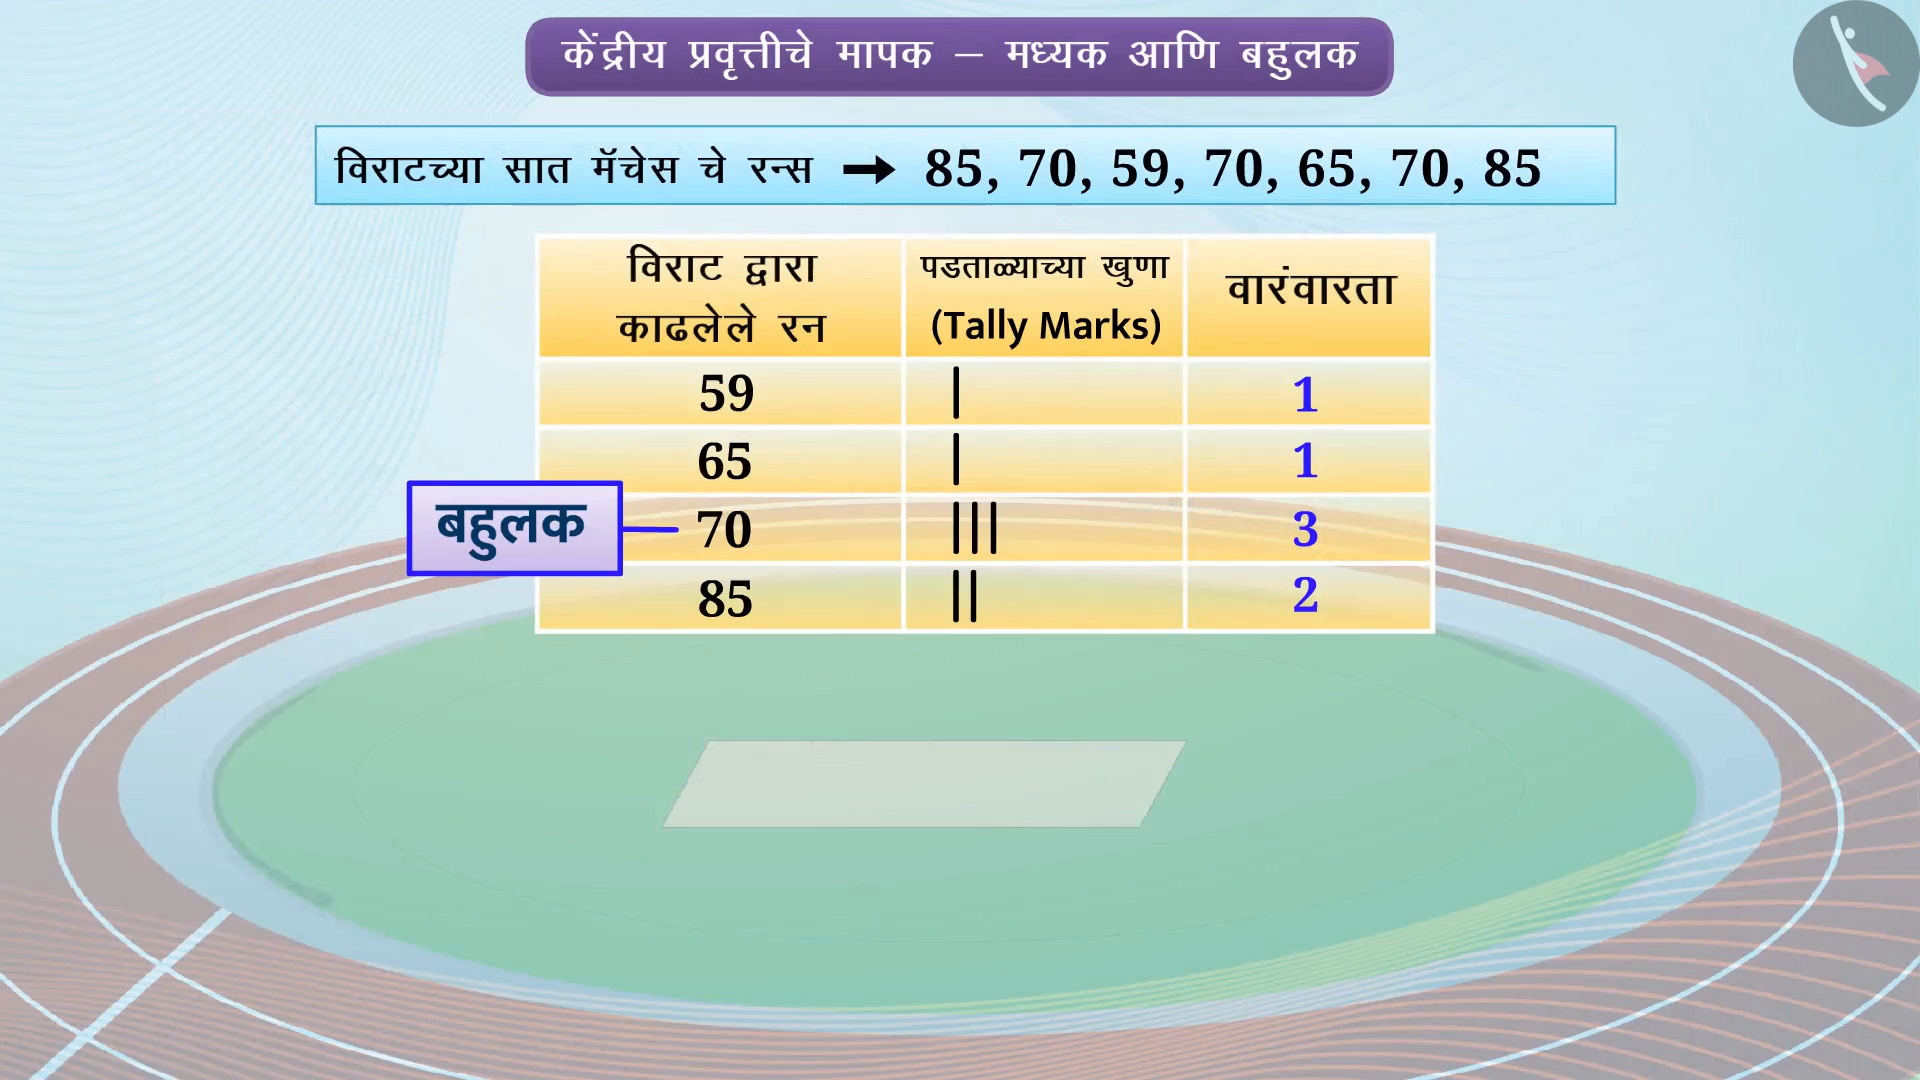 केंद्रीय प्रवृत्तीचे मापक – मध्यक आणि बहुलक
विराटच्या सात मॅचेस चे रन्स ➡ 85, 70, 59, 70, 65, 70, 85
विराट द्वारा काढलेले रन | पडताळ्याच्या खुणा (Tally Marks) | वारंवारता
59 | 1
65 | 1
बहुलक 70 ||| 3
85 || 2